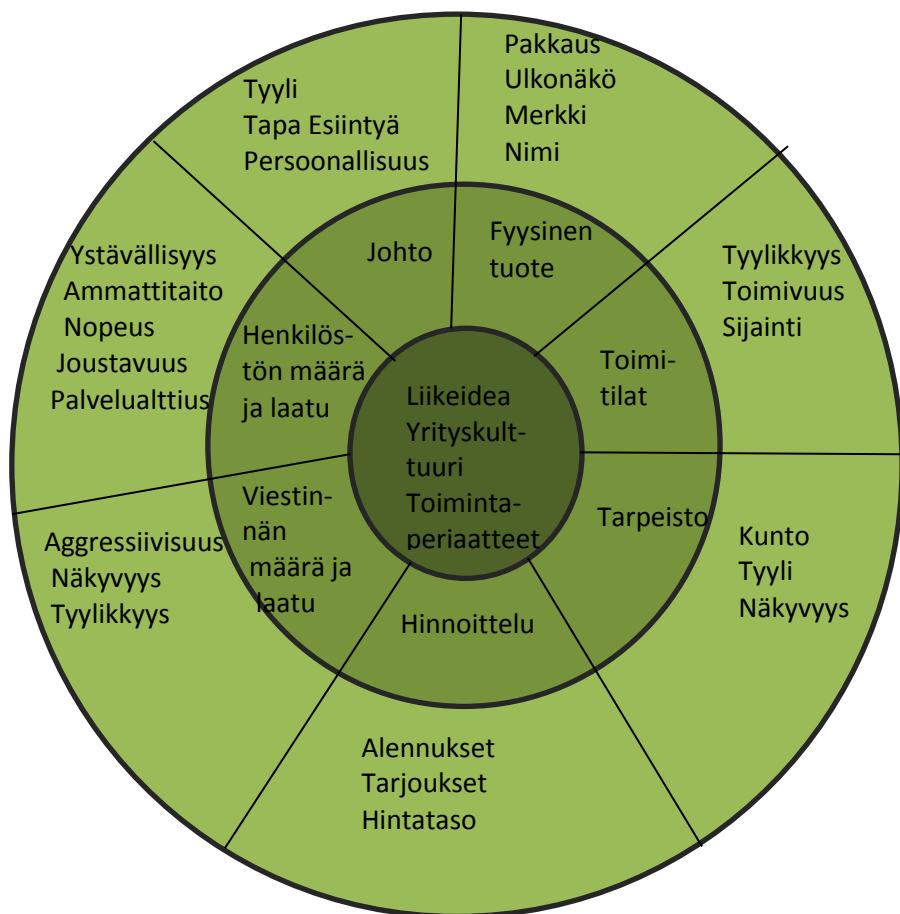 Pakkaus
Ulkonäkö
Merkki
Nimi
Tyyli
Tapa Esiintyä
Persoonallisuus
Fyysinen
tuote
Johto
Tyylikkyys
Toimivuus
Sijainti
Ystävällisyys
Ammattitaito
Nopeus
Joustavuus
Palvelualttius
Henkilös-
tön määrä
ja laatu
Toimi-
tilat
Liikeidea
Yrityskult-
tuuri
Toiminta-
periaatteet
Viestin-
nän
määrä ja
laatu
Tarpeisto
Kunto
Tyyli
Näkyvyys
Aggressiivisuus
Näkyvyys
Tyylikkyys
Hinnoittelu
Alennukset
Tarjoukset
Hintataso